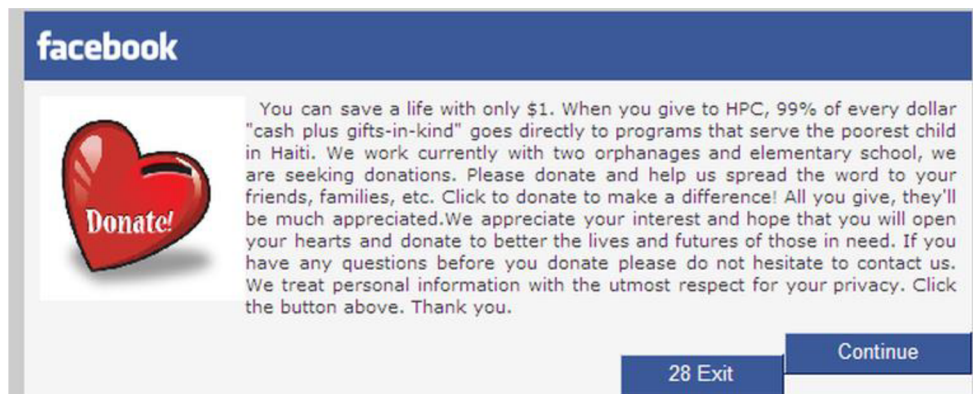 facebook
You can save a life with only $1. When you give to HPC, 99% of every dollar
"cash plus gifts-in-kind" goes directly to programs that serve the poorest child
in Haiti. We work currently with two orphanages and elementary school, we
are seeking donations. Please donate and help us spread the word to your
friends, families, etc. Click to donate to make a difference! All you give, they'll
be much appreciated.We appreciate your interest and hope that you will open
your hearts and donate to better the lives and futures of those in need. If you
have any questions before you donate please do not hesitate to contact us.
We treat personal information with the utmost respect for your privacy. Click
the button above. Thank you.
Donate!
28 Exit
Continue